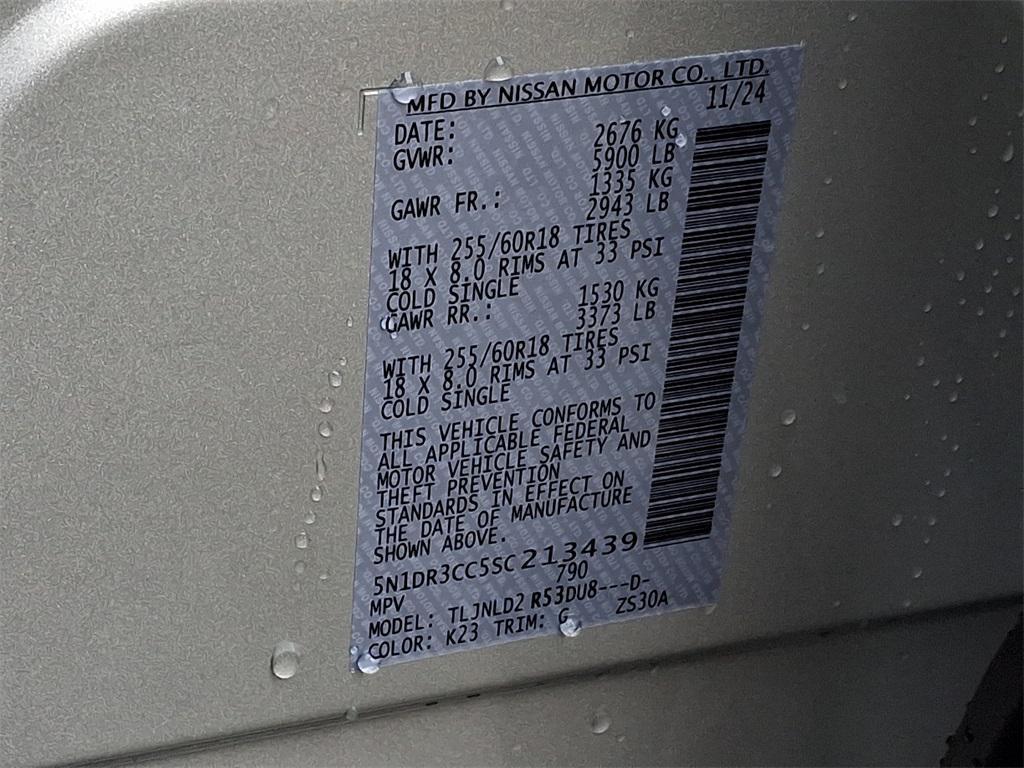 MFD BY NISSAN MOTOR CO., LTD.
DATE: 11/24
GVWR: 2676 KG
5900 LB
GAWR FR.: 1335 KG
2943 LB
WITH 255/60R18 TIRES
18 X 8.0 RIMS AT 33 PSI
COLD SINGLE
GAWR RR.: 1530 KG
3373 LB
WITH 255/60R18 TIRES
18 X 8.0 RIMS AT 33 PSI
COLD SINGLE
THIS VEHICLE CONFORMS TO
ALL APPLICABLE FEDERAL
MOTOR VEHICLE SAFETY AND
THEFT PREVENTION
STANDARDS IN EFFECT ON
THE DATE OF MANUFACTURE
SHOWN ABOVE.
5N1DR3CC5SC213439
MPV 790
MODEL: TLJNLD2 R53DU8---D-
COLOR: K23 TRIM: G ZS30A